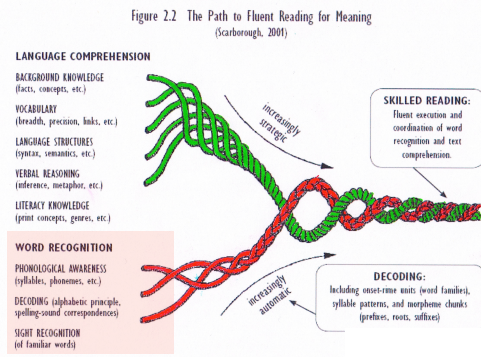 Figure 2.2 The Path to Fluent Reading for Meaning
(Scarborough, 2001)
LANGUAGE COMPREHENSION
BACKGROUND KNOWLEDGE
(facts, concepts, etc.)
VOCABULARY
(breadth, precision, links, etc.)
LANGUAGE STRUCTURES
(syntax, semantics, etc.)
VERBAL REASONING
(inference, metaphor, etc.)
LITERACY KNOWLEDGE
(print concepts, genres, etc.)
WORD RECOGNITION
PHONOLOGICAL AWARENESS
(syllables, phonemes, etc.)
DECODING (alphabetic principle,
spelling-sound correspondences)
SIGHT RECOGNITION
(of familiar words)
increasingly
strategic
increasingly
automatic
SKILLED READING:
Fluent execution and
coordination of word
recognition and text
comprehension.
DECODING:
Including onset-rime units (word families),
syllable patterns, and morpheme chunks
(prefixes, roots, suffixes)